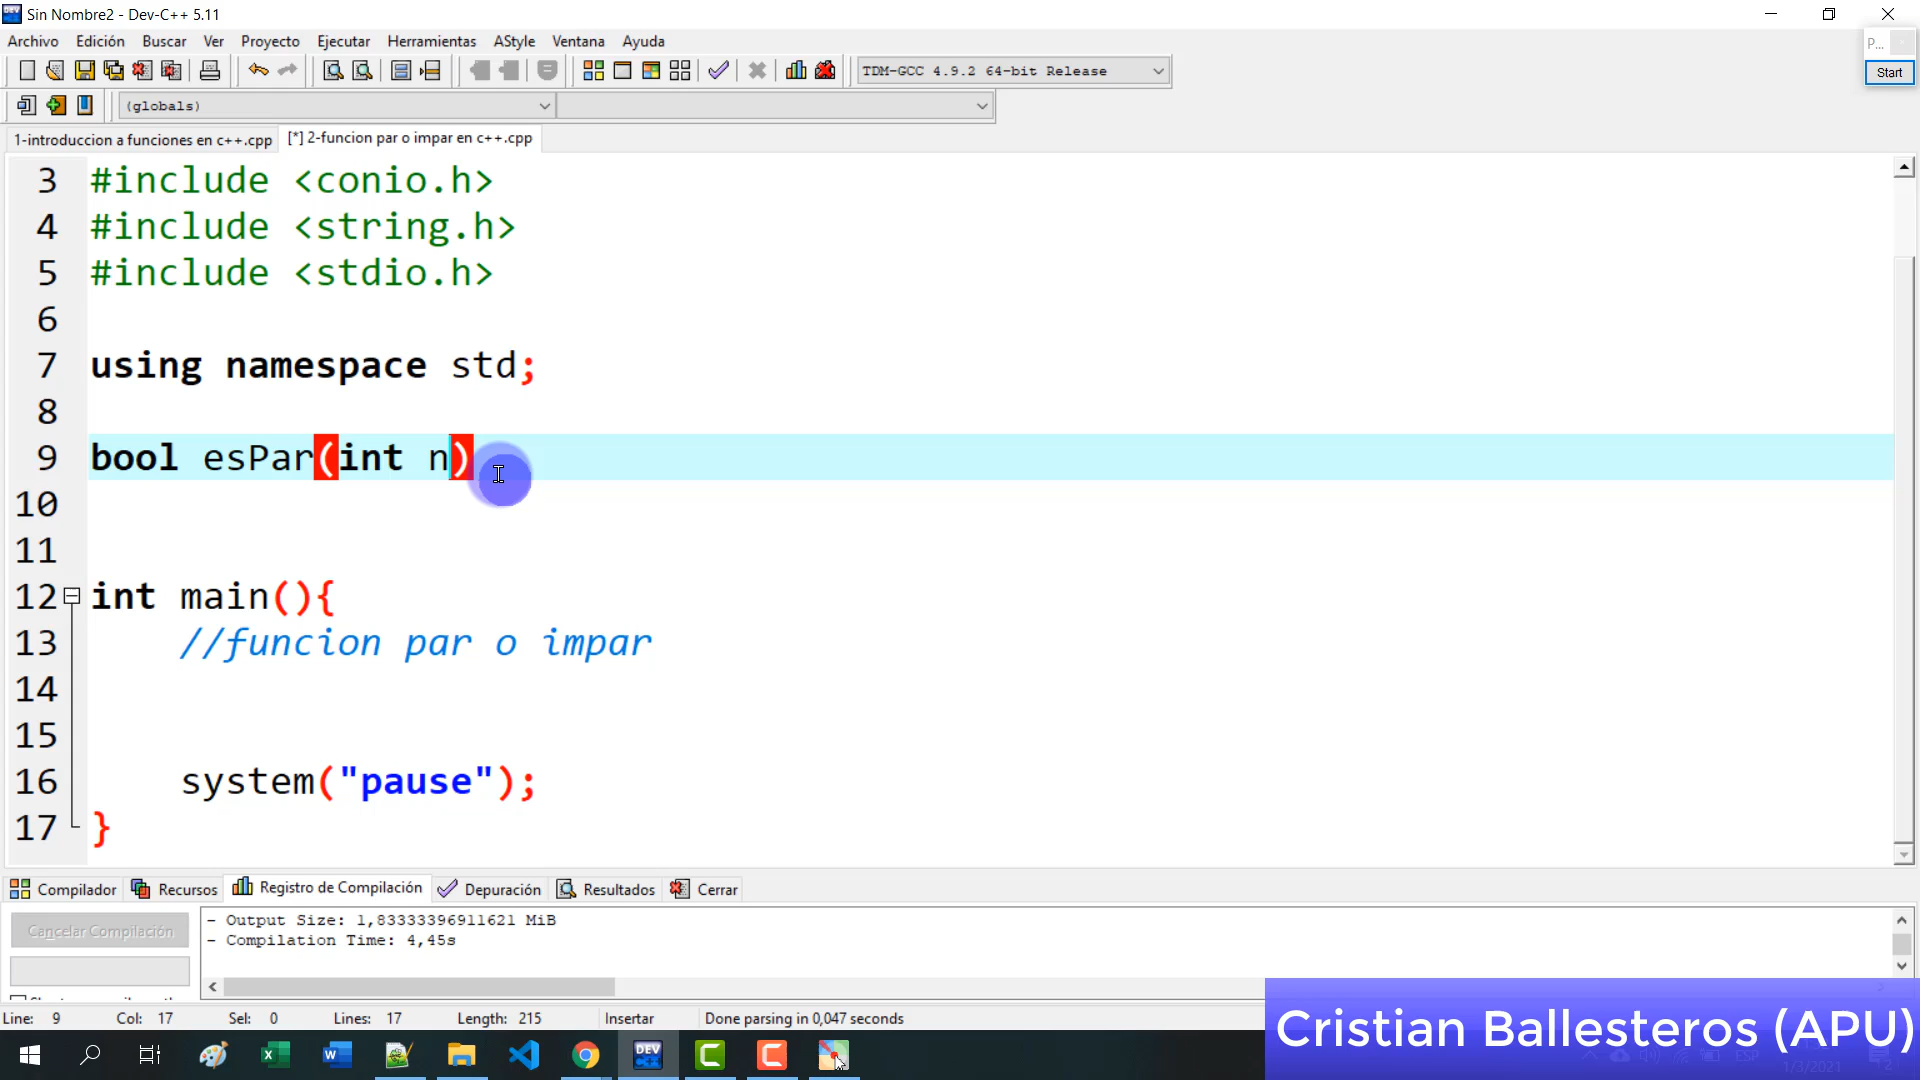 Sin Nombre2 - Dev-C++ 5.11
Archivo Edición Buscar Ver Proyecto Ejecutar Herramientas AStyle Ventana Ayuda
P...
TDM-GCC 4.9.2 64-bit Release
Start
(globals)
1-introduccion a funciones en c++.cpp [*] 2-funcion par o impar en c++.cpp
3 #include <conio.h>
4 #include <string.h>
5 #include <stdio.h>
6
7 using namespace std;
8
9 bool esPar(int n)
10
11
12 int main(){
13 //funcion par o impar
14
15
16 system("pause");
17 }
Compilador Recursos Registro de Compilación Depuración Resultados Cerrar
Cancelar Compilación
- Output Size: 1,83333396911621 MiB
- Compilation Time: 4,45s
Line: 9 Col: 17 Sel: 0 Lines: 17 Length: 215 Insertar Done parsing in 0,047 seconds
Cristian Ballesteros (APU)
DEV
ESP
1/3/2021